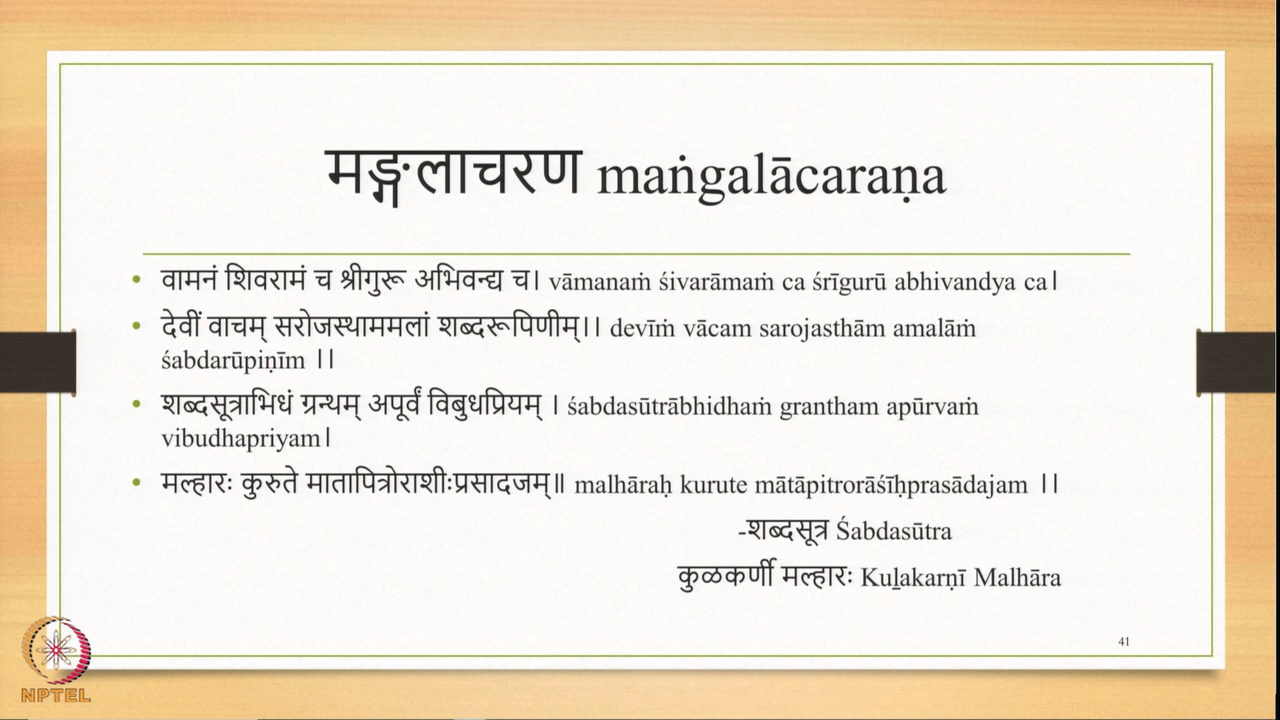 मङ्गलाचरण maṅgalācaraṇa
• वामनं शिवरामं च श्रीगुरू अभिवन्द्य च। vāmanaṁ śivarāmaṁ ca śrīgurū abhivandya ca।
• देवीं वाचम् सरोजस्थाममलां शब्दरूपिणीम्।। devīṁ vācam sarojasthām amalāṁ
śabdarūpiṇīm ।।
• शब्दसूत्राभिधं ग्रन्थम् अपूर्वं विबुधप्रियम् । śabdasūtrābhidhaṁ grantham apūrvaṁ
vibudhapriyam।
• मल्हारः कुरुते मातापित्रोराशीःप्रसादजम्॥ malhāraḥ kurute mātāpitrorāśīḥprasādajam ।।
-शब्दसूत्र Śabdasūtra
कुळकर्णी मल्हारः Kuḻakarṇī Malhāra
41
NPTEL